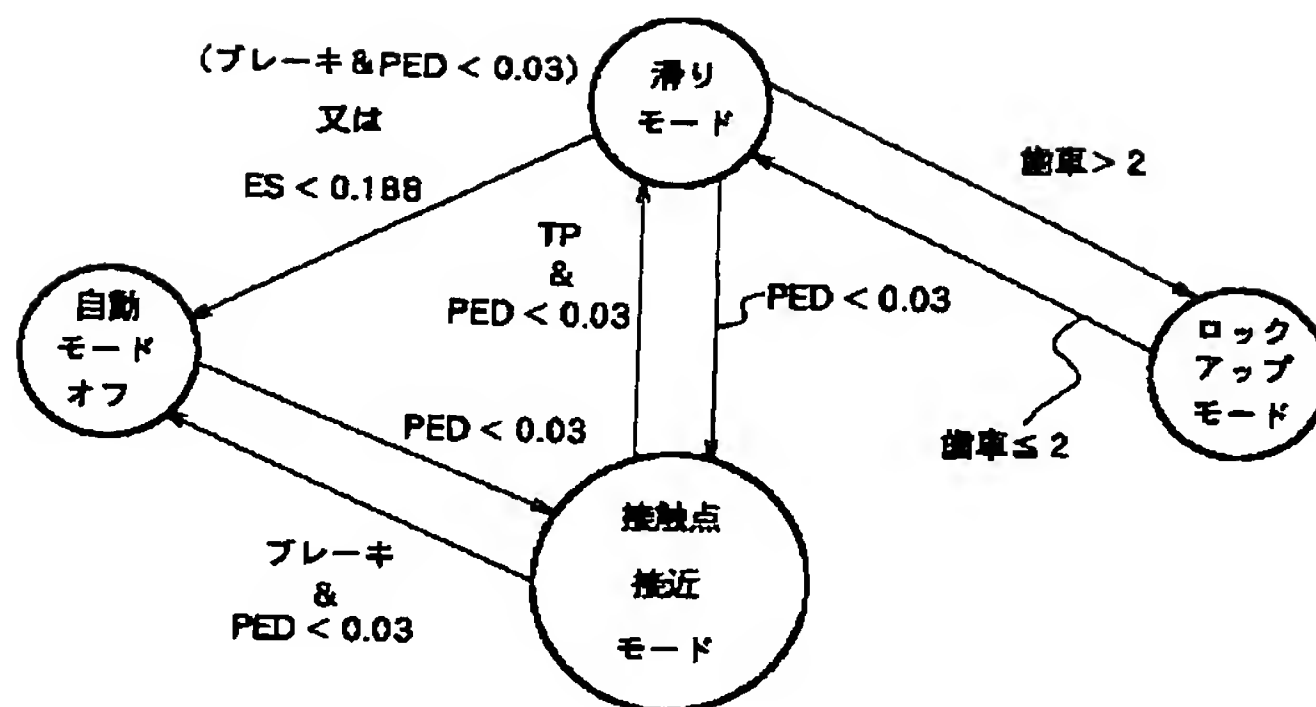 (ブレーキ&PED < 0.03)
又は
ES < 0.188
滑り
モード
歯車> 2
TP
&
PED < 0.03
PED < 0.03
自動
モード
オフ
ロック
アップ
モード
PED < 0.03
歯車≦ 2
接触点
接近
モード
ブレーキ
&
PED < 0.03